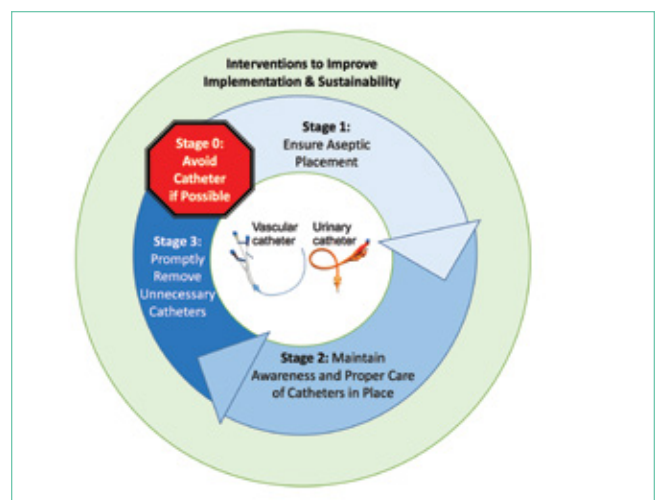 Interventions to Improve
Implementation & Sustainability
Stage 0:
Avoid
Catheter
if Possible
Stage 1:
Ensure Aseptic
Placement
Vascular
catheter
Urinary
catheter
Stage 3:
Promptly
Remove
Unnecessary
Catheters
Stage 2: Maintain
Awareness and Proper Care
of Catheters in Place